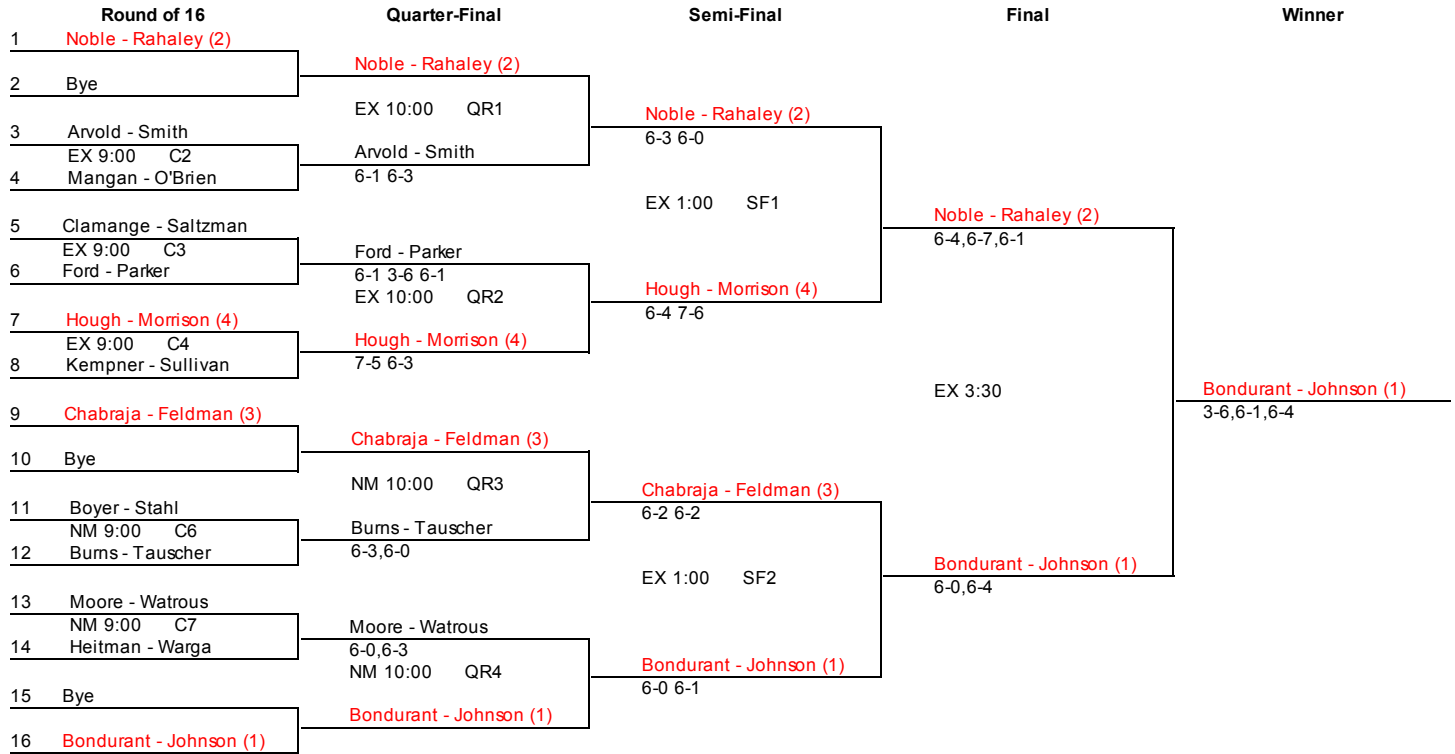 Round of 16 Quarter-Final Semi-Final Final Winner
1 Noble - Rahaley (2)
Noble - Rahaley (2)
2 Bye
EX 10:00 QR1
Noble - Rahaley (2)
3 Arvold - Smith
6-3 6-0
EX 9:00 C2
Arvold - Smith
4 Mangan - O'Brien
6-1 6-3
EX 1:00 SF1
Noble - Rahaley (2)
5 Clamange - Saltzman
6-4,6-7,6-1
EX 9:00 C3
Ford - Parker
6 Ford - Parker
6-1 3-6 6-1
EX 10:00 QR2
Hough - Morrison (4)
6-4 7-6
7 Hough - Morrison (4)
EX 9:00 C4
Hough - Morrison (4)
8 Kempner - Sullivan
7-5 6-3
EX 3:30
Bondurant - Johnson (1)
3-6,6-1,6-4
9 Chabraja - Feldman (3)
Chabraja - Feldman (3)
10 Bye
NM 10:00 QR3
Chabraja - Feldman (3)
11 Boyer - Stahl
6-2 6-2
NM 9:00 C6
Burns - Tauscher
12 Burns - Tauscher
6-3,6-0
Bondurant - Johnson (1)
EX 1:00 SF2
6-0,6-4
13 Moore - Watrous
NM 9:00 C7
Moore - Watrous
14 Heitman - Warga
6-0,6-3
Bondurant - Johnson (1)
NM 10:00 QR4
6-0 6-1
15 Bye
Bondurant - Johnson (1)
16 Bondurant - Johnson (1)